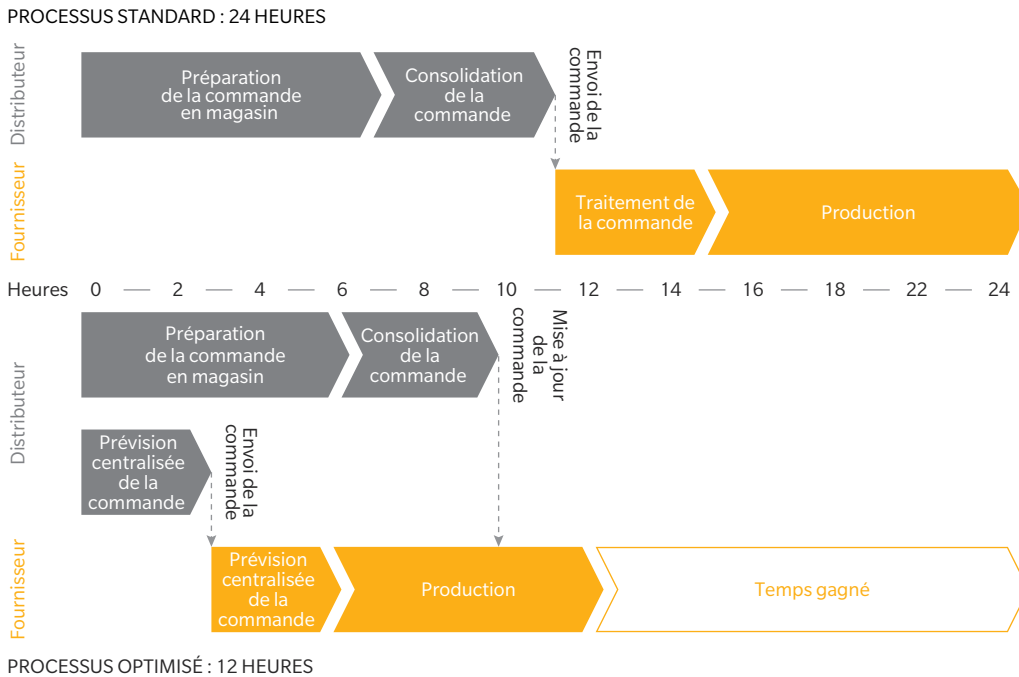 PROCESSUS STANDARD : 24 HEURES
Distributeur
Préparation
de la commande
en magasin
Consolidation
de la
commande
Envoi de la
commande
Fournisseur
Traitement de
la commande
Production
Heures 0 — 2 — 4 — 6 — 8 — 10 — 12 — 14 — 16 — 18 — 22 — 24
Distributeur
Préparation
de la commande
en magasin
Consolidation
de la
commande
Mise à jour
de la
commande
Prévision
centralisée
de la
commande
Envoi de la
commande
Fournisseur
Prévision
centralisée
de la
commande
Production
Temps gagné
PROCESSUS OPTIMISÉ : 12 HEURES